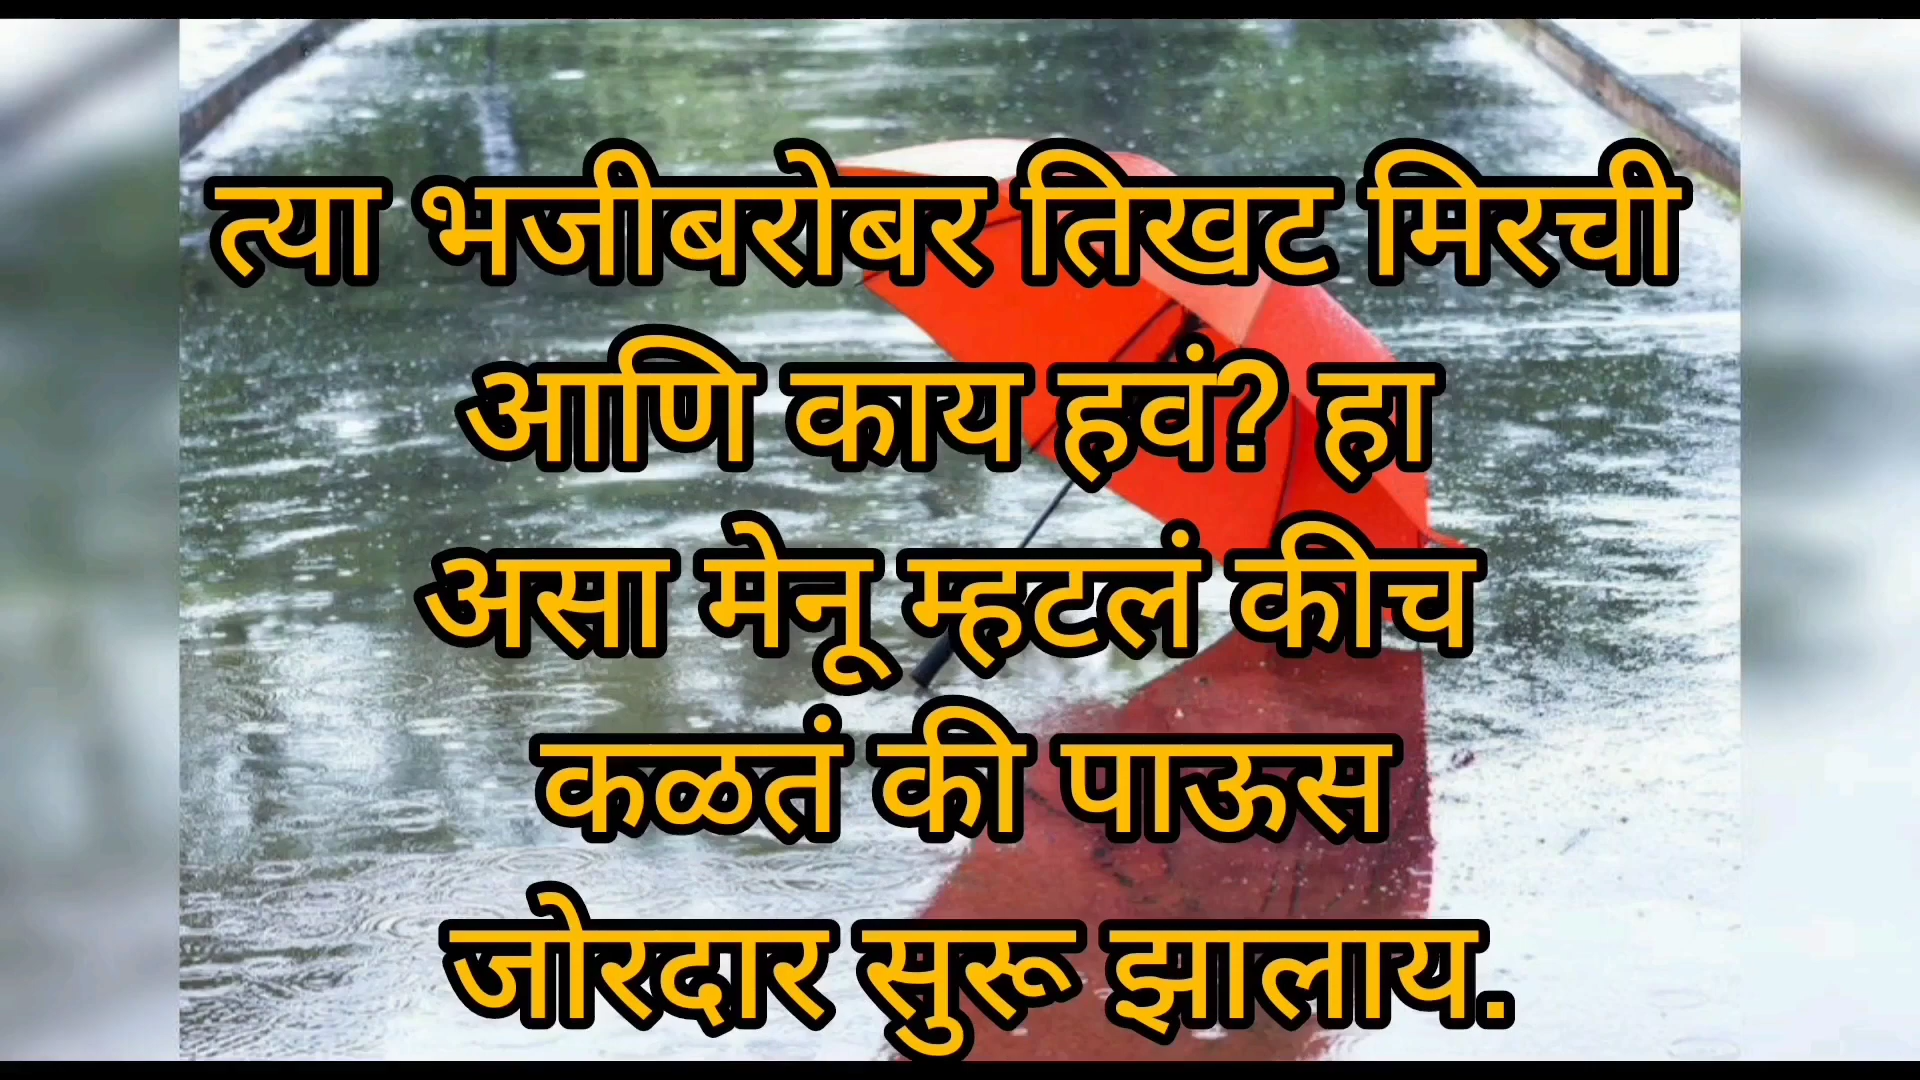 त्या भजीबरोबर तिखट मिरची
आणि काय हवं? हा
असा मेनू म्हटलं कीच
कळतं की पाऊस
जोरदार सुरू झालाय.